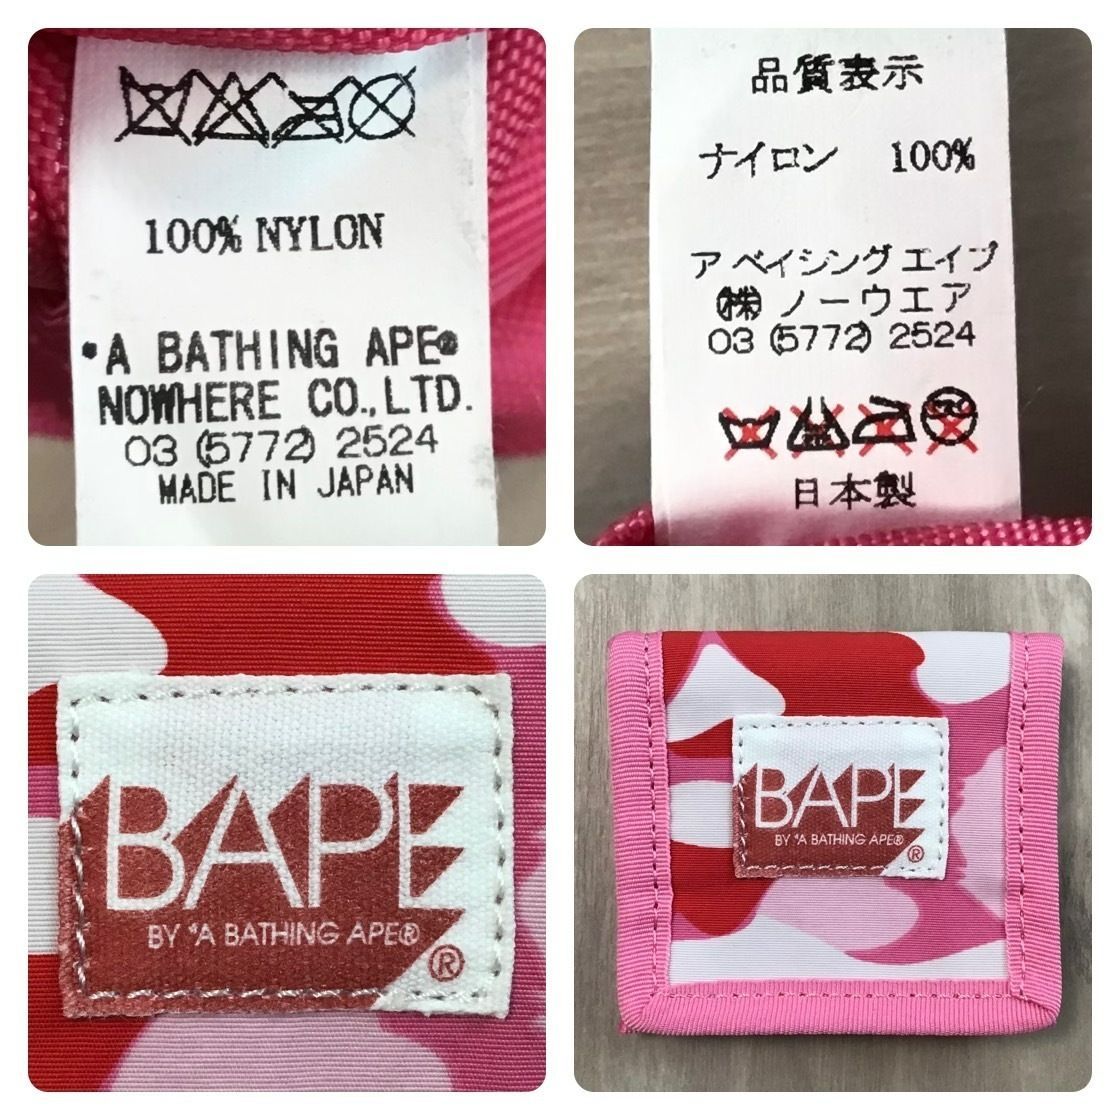 100% NYLON
*A BATHING APE®
NOWHERE CO.,LTD.
03 (5772) 2524
MADE IN JAPAN
品質表示
ナイロン 100%
ア ベイシング エイプ
㈱ ノーウエア
03 (5772) 2524
日本製
BAPE
BY *A BATHING APE®
®
BAPE
BY *A BATHING APE®
®